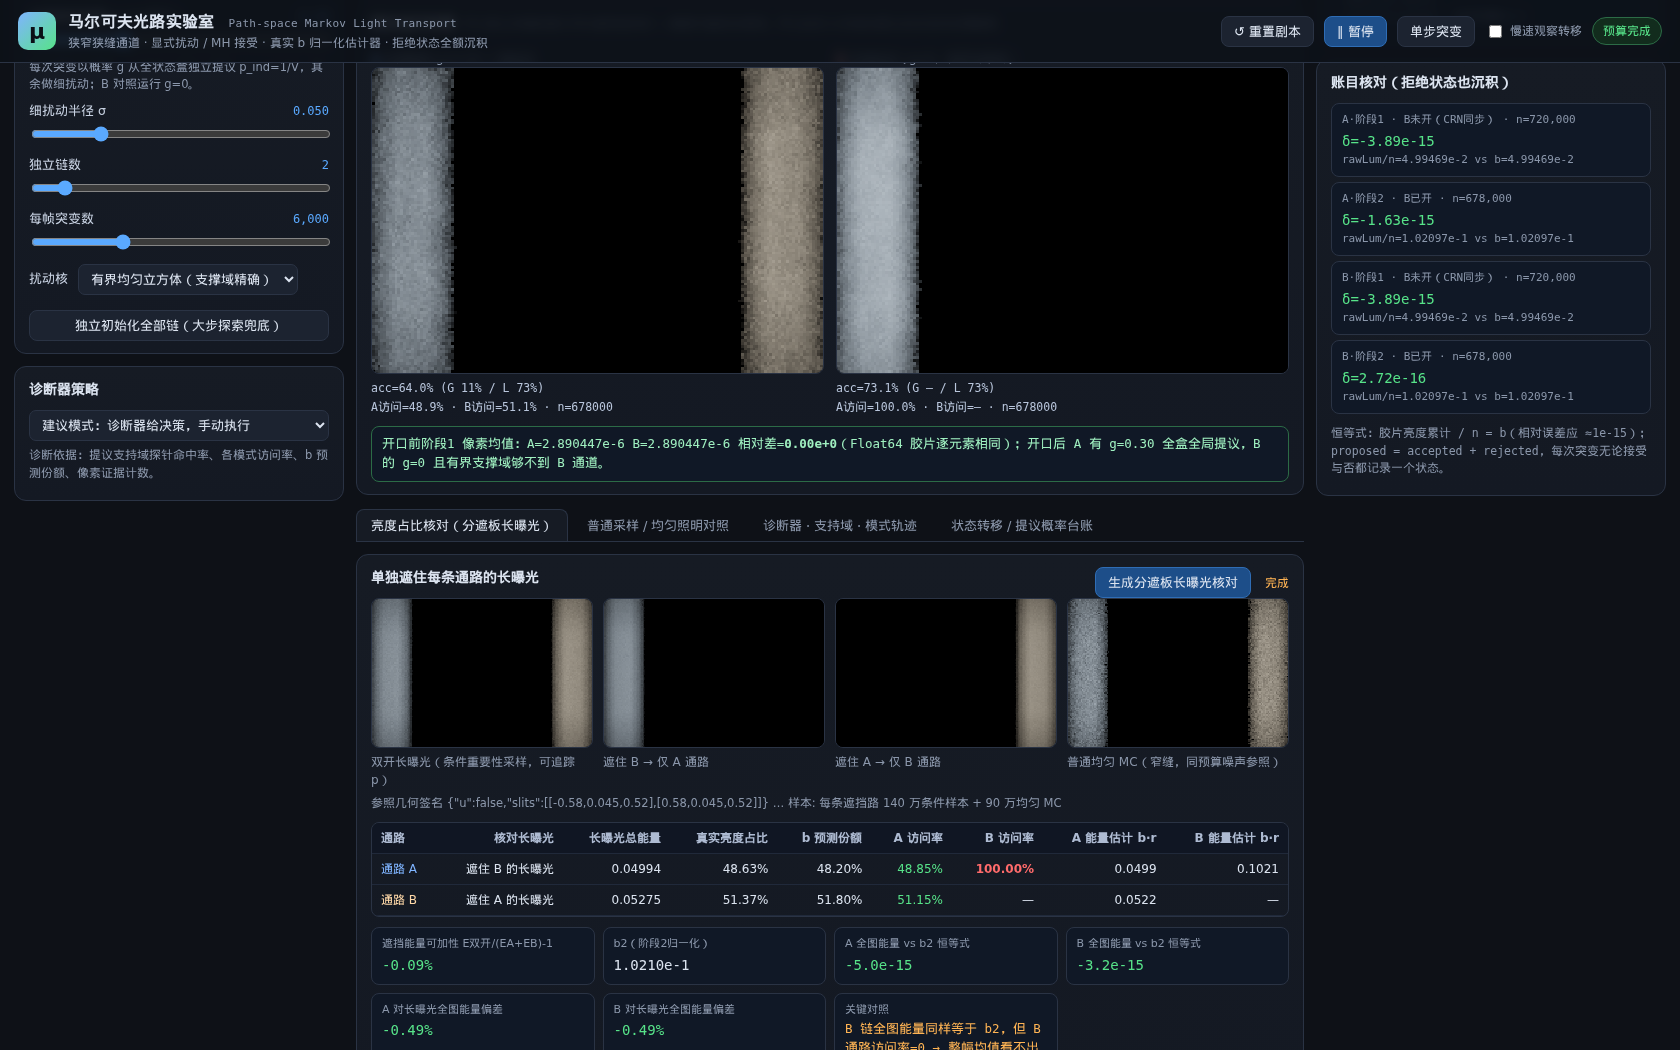 μ
马尔可夫光路实验室 Path-space Markov Light Transport
狭窄狭缝通道 · 显式扰动 / MH 接受 · 真实 b 归一化估计器 · 拒绝状态全额沉积
↺ 重置剧本
‖ 暂停
单步突变
慢速观察转移
预算完成
每次突变以概率 g 从全状态盒独立提议 p_ind=1/V，其
余做细扰动；B 对照运行 g=0。
细扰动半径 σ 0.050
独立链数 2
每帧突变数 6,000
扰动核 有界均匀立方体（支撑域精确）
独立初始化全部链（大步探索兜底）
诊断器策略
建议模式：诊断器给决策，手动执行
诊断依据：提议支持域探针命中率、各模式访问率、b 预
测份额、像素证据计数。
acc=64.0% (G 11% / L 73%)
A访问=48.9% · B访问=51.1% · n=678000
acc=73.1% (G — / L 73%)
A访问=100.0% · B访问=— · n=678000
开口前阶段1 像素均值：A=2.890447e-6 B=2.890447e-6 相对差=0.00e+0（Float64 胶片逐元素相同）；开口后 A 有 g=0.30 全盒全局提议，B
的 g=0 且有界支撑域够不到 B 通道。
账目核对（拒绝状态也沉积）
A·阶段1 · B未开（CRN同步） · n=720,000
δ=-3.89e-15
rawLum/n=4.99469e-2 vs b=4.99469e-2
A·阶段2 · B已开 · n=678,000
δ=-1.63e-15
rawLum/n=1.02097e-1 vs b=1.02097e-1
B·阶段1 · B未开（CRN同步） · n=720,000
δ=-3.89e-15
rawLum/n=4.99469e-2 vs b=4.99469e-2
B·阶段2 · B已开 · n=678,000
δ=2.72e-16
rawLum/n=1.02097e-1 vs b=1.02097e-1
恒等式：胶片亮度累计 / n = b（相对误差应 ≈1e-15）；
proposed = accepted + rejected，每次突变无论接受
与否都记录一个状态。
亮度占比核对（分遮板长曝光）
普通采样 / 均匀照明对照
诊断器 · 支持域 · 模式轨迹
状态转移 / 提议概率台账
单独遮住每条通路的长曝光
生成分遮板长曝光核对
完成
双开长曝光（条件重要性采样，可追踪
p）
遮住 B → 仅 A 通路
遮住 A → 仅 B 通路
普通均匀 MC（窄缝，同预算噪声参照）
参照几何签名 {"u":false,"slits":[[-0.58,0.045,0.52],[0.58,0.045,0.52]]} … 样本: 每条遮挡路 140 万条件样本 + 90 万均匀 MC
通路 核对长曝光 长曝光总能量 真实亮度占比 b 预测份额 A 访问率 B 访问率 A 能量估计 b·r B 能量估计 b·r
通路 A 遮住 B 的长曝光 0.04994 48.63% 48.20% 48.85% 100.00% 0.0499 0.1021
通路 B 遮住 A 的长曝光 0.05275 51.37% 51.80% 51.15% — 0.0522 —
遮挡能量可加性 E双开/(EA+EB)-1
-0.09%
b2（阶段2归一化）
1.0210e-1
A 全图能量 vs b2 恒等式
-5.0e-15
B 全图能量 vs b2 恒等式
-3.2e-15
A 对长曝光全图能量偏差
-0.49%
B 对长曝光全图能量偏差
-0.49%
关键对照
B 链全图能量同样等于 b2，但 B
通路访问率=0 → 整幅均值看不出